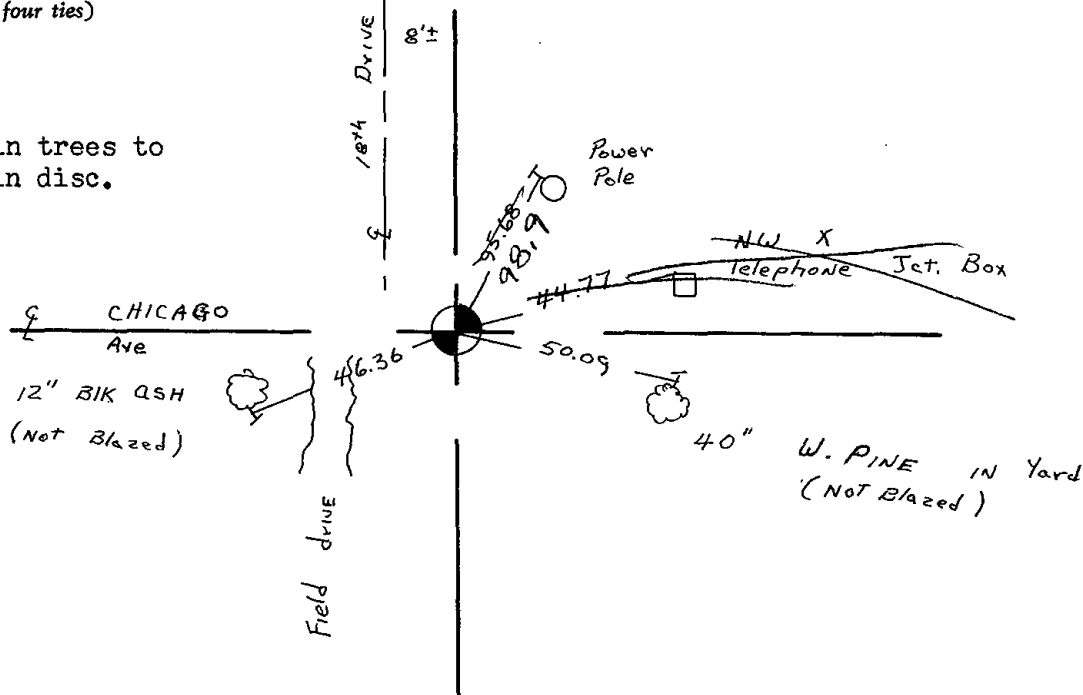 four ties)
8'±
18th Drive
in trees to
in disc.
Power
Pole
95.68
98.9
NW X
Telephone Jct. Box
44.77
℄ CHICAGO
Ave
℄
46.36
50.09
12" Blk ASH
(Not Blazed)
40" W. PINE IN Yard
(NOT Blazed)
Field drive